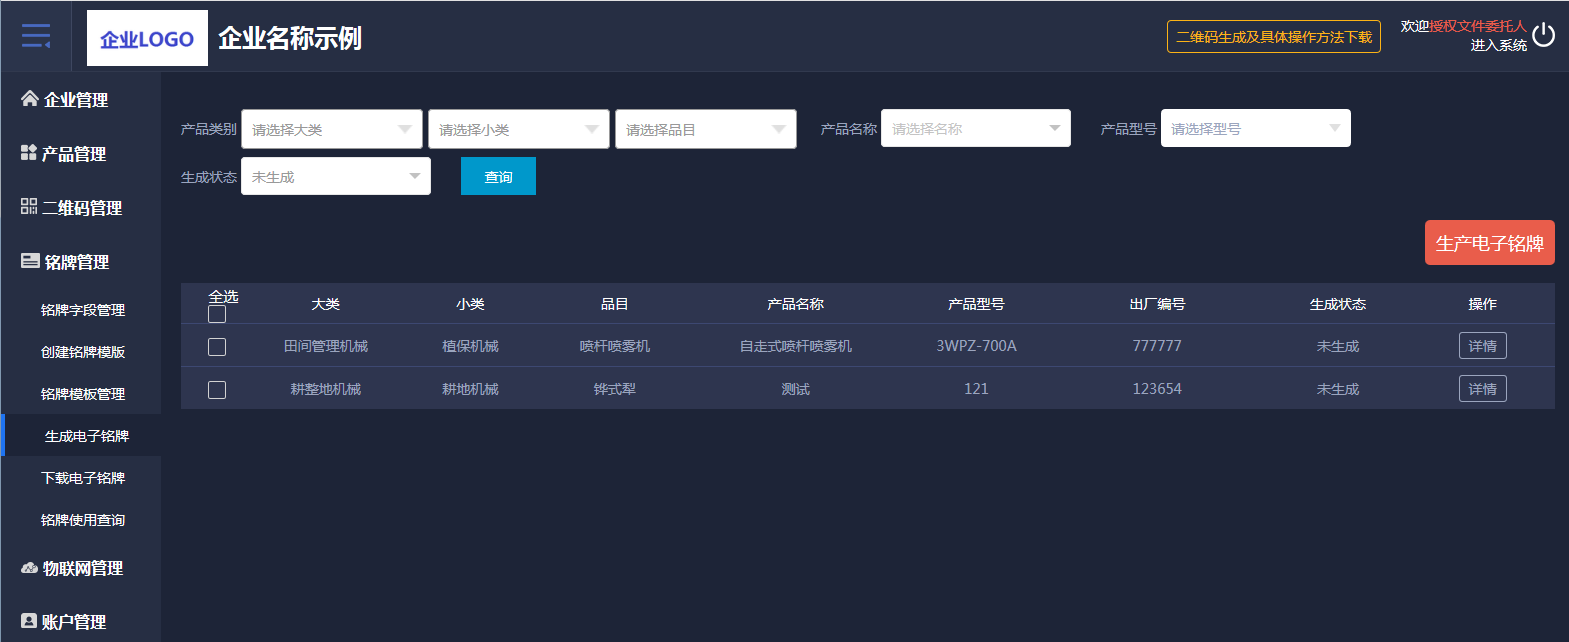 企业LOGO 企业名称示例 二维码生成及具体操作方法下载 欢迎授权文件委托人
进入系统
企业管理
产品管理
二维码管理
铭牌管理
铭牌字段管理
创建铭牌模版
铭牌模板管理
生成电子铭牌
下载电子铭牌
铭牌使用查询
物联网管理
账户管理
产品类别 请选择大类 请选择小类 请选择品目 产品名称 请选择名称 产品型号 请选择型号
生成状态 未生成 查询
生产电子铭牌
全选 大类 小类 品目 产品名称 产品型号 出厂编号 生成状态 操作
田间管理机械 植保机械 喷杆喷雾机 自走式喷杆喷雾机 3WPZ-700A 777777 未生成 详情
耕整地机械 耕地机械 铧式犁 测试 121 123654 未生成 详情